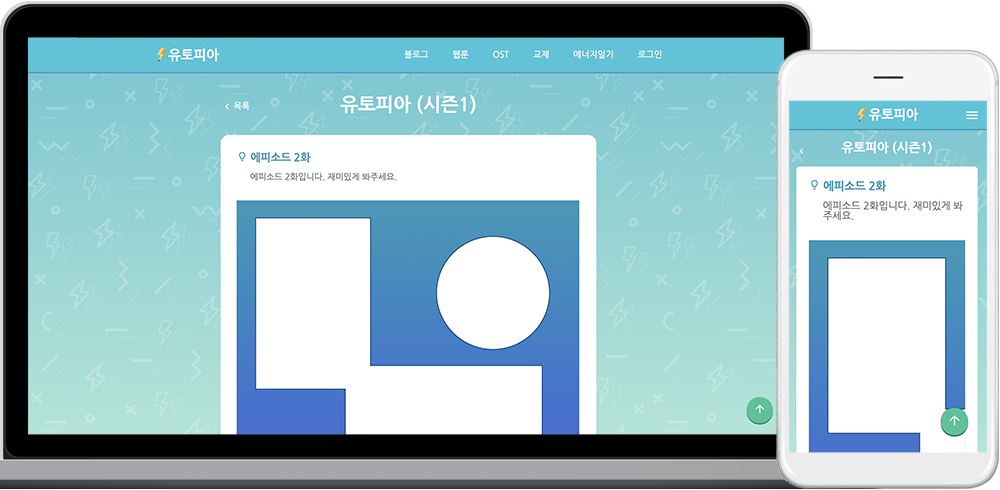 유토피아
블로그 웹툰 OST 교재 에너지일기 로그인
목록
유토피아 (시즌1)
에피소드 2화
에피소드 2화입니다. 재미있게 봐주세요.
유토피아
유토피아 (시즌1)
에피소드 2화
에피소드 2화입니다. 재미있게 봐
주세요.